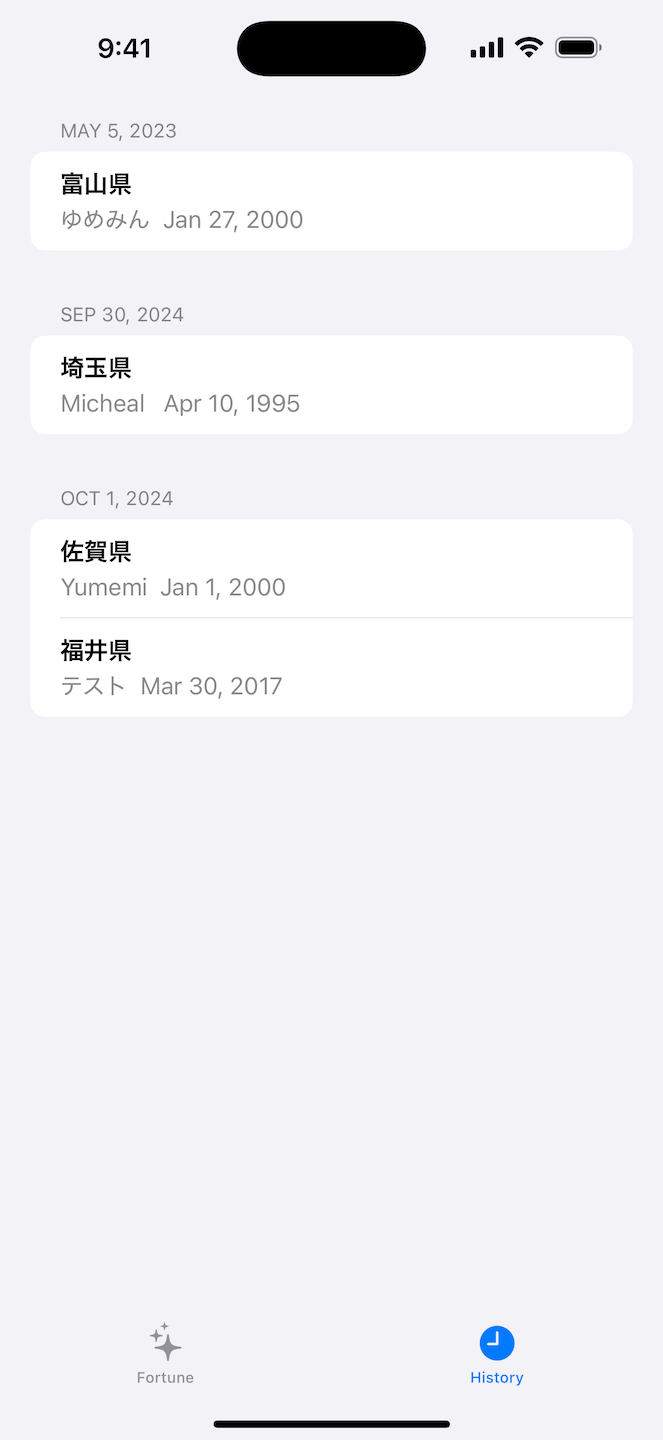 9:41
MAY 5, 2023
富山県
ゆめみん Jan 27, 2000
SEP 30, 2024
埼玉県
Micheal Apr 10, 1995
OCT 1, 2024
佐賀県
Yumemi Jan 1, 2000
福井県
テスト Mar 30, 2017
Fortune
History